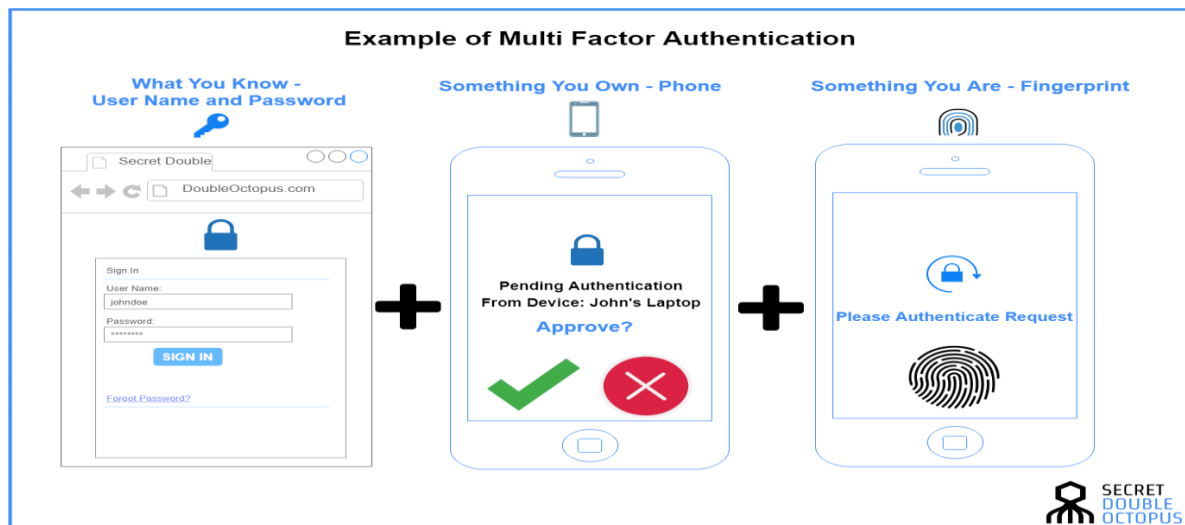 Example of Multi Factor Authentication
What You Know -
User Name and Password
Secret Double
DoubleOctopus.com
Sign In
User Name:
johndoe
Password:
********
SIGN IN
Forgot Password?
Something You Own - Phone
Pending Authentication
From Device: John's Laptop
Approve?
Something You Are - Fingerprint
Please Authenticate Request
SECRET
DOUBLE
OCTOPUS